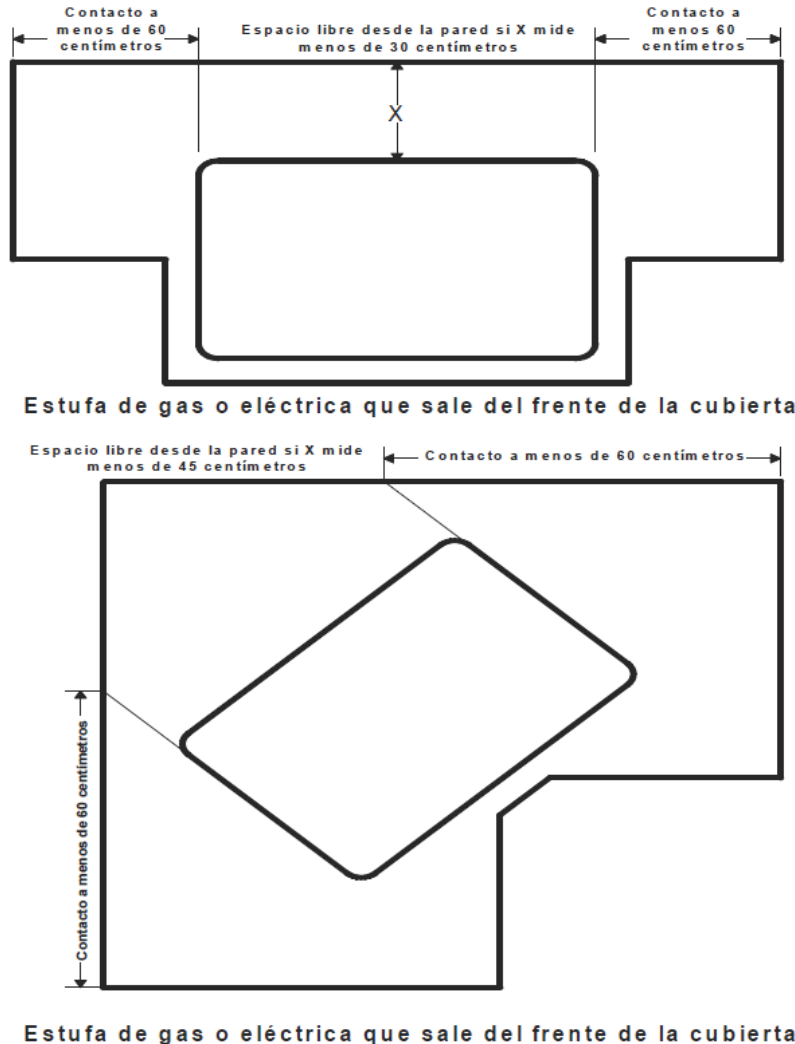 Contacto a
menos de 60
centímetros
Espacio libre desde la pared si X mide
menos de 30 centímetros
Contacto a
menos 60
centímetros
X
Estufa de gas o eléctrica que sale del frente de la cubierta
Espacio libre desde la pared si X mide
menos de 45 centímetros
Contacto a menos de 60 centímetros
Contacto a menos de 60 centímetros
Estufa de gas o eléctrica que sale del frente de la cubierta